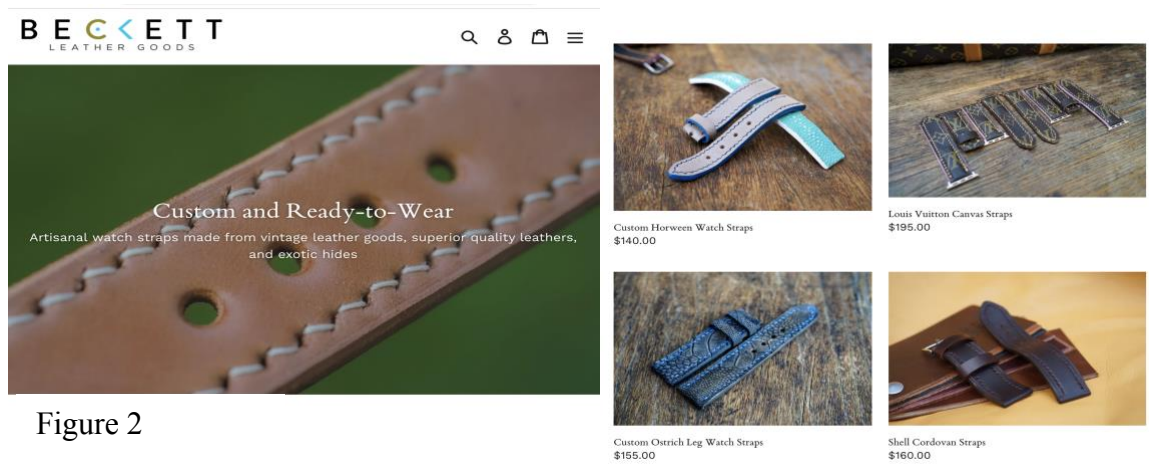 BECKETT
LEATHER GOODS
Custom and Ready-to-Wear
Artisanal watch straps made from vintage leather goods, superior quality leathers,
and exotic hides
Figure 2
Custom Horween Watch Straps
$140.00
Louis Vuitton Canvas Straps
$195.00
Custom Ostrich Leg Watch Straps
$155.00
Shell Cordovan Straps
$160.00